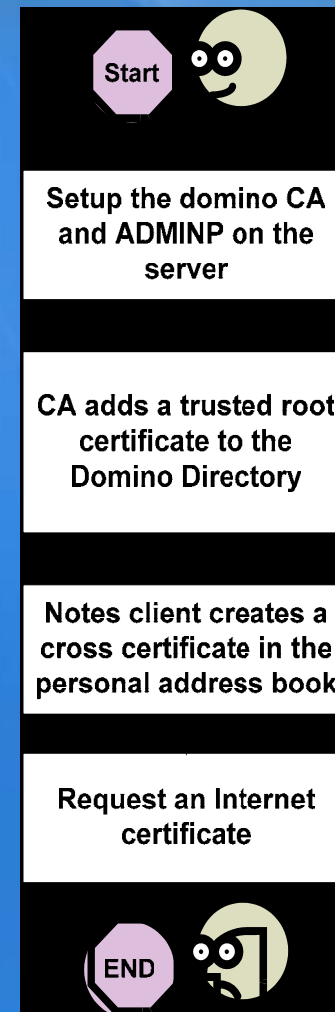 Start
Setup the domino CA
and ADMINP on the
server
CA adds a trusted root
certificate to the
Domino Directory
Notes client creates a
cross certificate in the
personal address book
Request an Internet
certificate
END